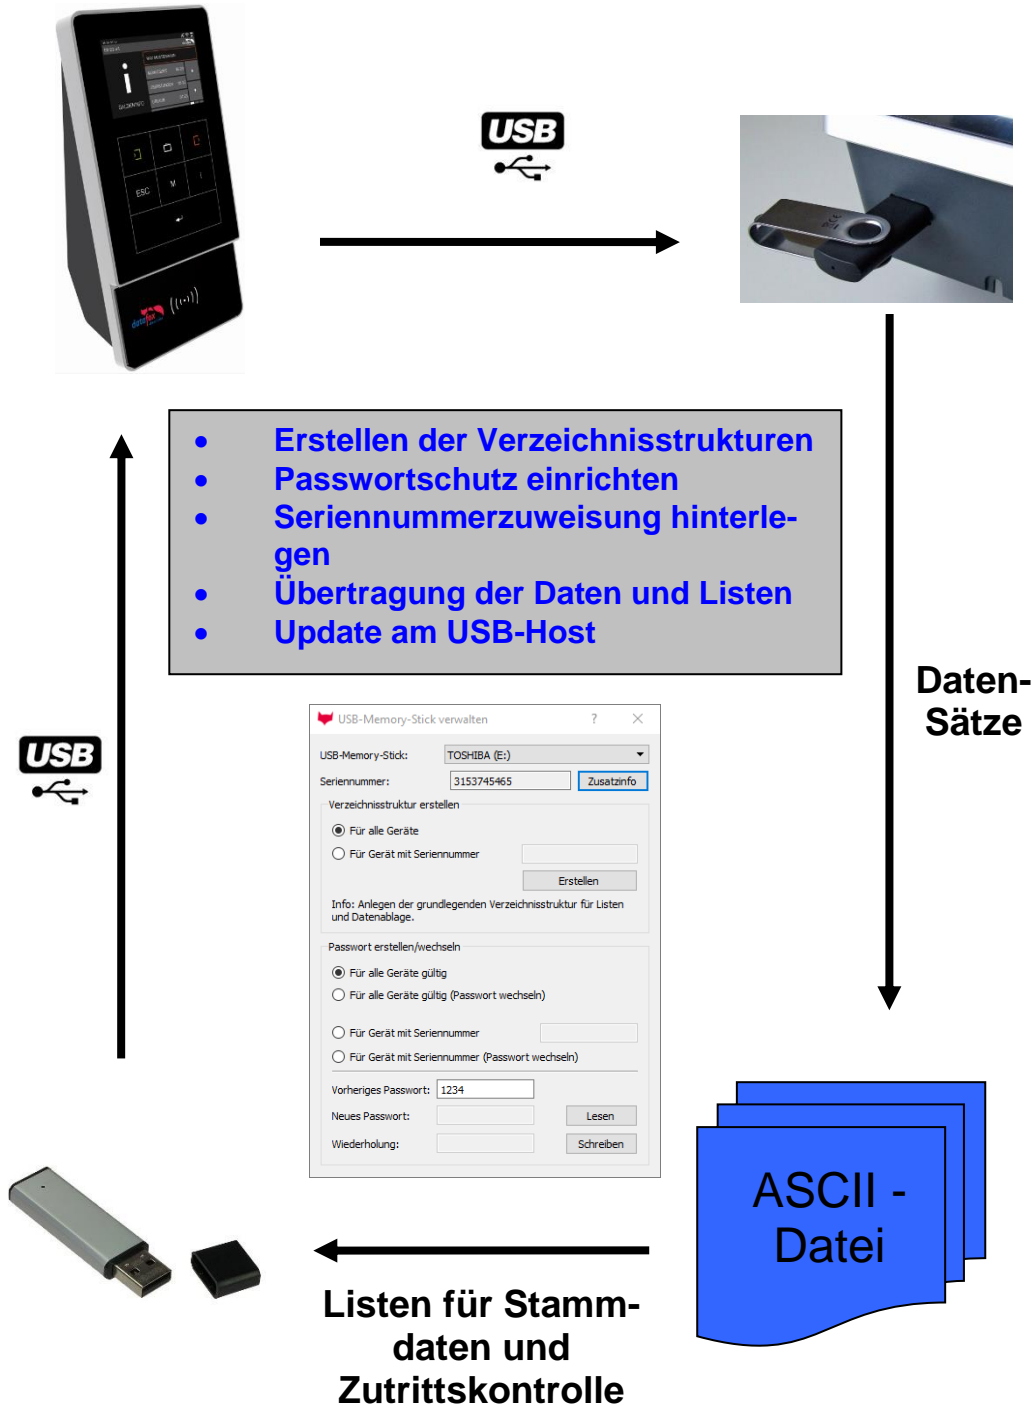 USB
ESC
M
datafox
• Erstellen der Verzeichnisstrukturen
• Passwortschutz einrichten
• Seriennummerzuweisung hinterle-
gen
• Übertragung der Daten und Listen
• Update am USB-Host
Daten-
Sätze
USB
USB-Memory-Stick verwalten
USB-Memory-Stick: TOSHIBA (E:)
Seriennummer: 3153745465 Zusatzinfo
Verzeichnisstruktur erstellen
Für alle Geräte
Für Gerät mit Seriennummer
Erstellen
Info: Anlegen der grundlegenden Verzeichnisstruktur für Listen
und Datenablage.
Passwort erstellen/wechseln
Für alle Geräte gültig
Für alle Geräte gültig (Passwort wechseln)
Für Gerät mit Seriennummer
Für Gerät mit Seriennummer (Passwort wechseln)
Vorheriges Passwort: 1234
Neues Passwort: Lesen
Wiederholung: Schreiben
ASCII -
Datei
Listen für Stamm-
daten und
Zutrittskontrolle